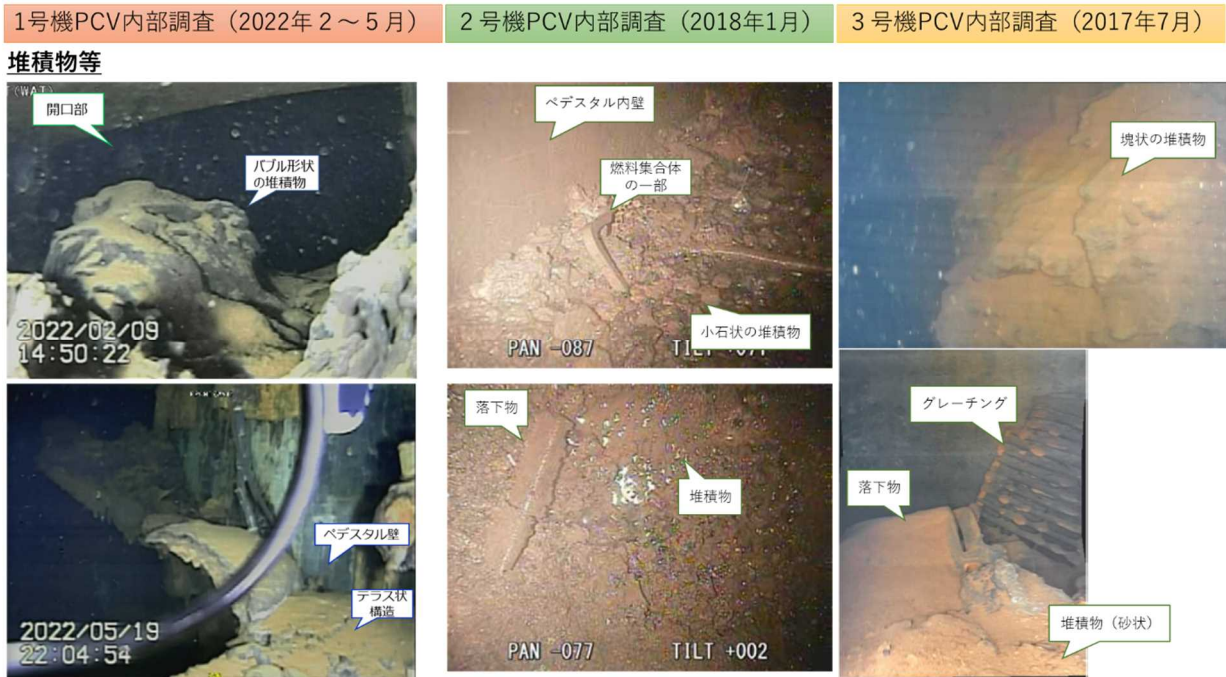 1号機PCV内部調査（2022年２～５月）
２号機PCV内部調査（2018年1月）
３号機PCV内部調査（2017年7月）
堆積物等
(WAT)
開口部
バブル形状
の堆積物
2022/02/09
14:50:22
ペデスタル内壁
燃料集合体
の一部
小石状の堆積物
PAN -087
塊状の堆積物
ペデスタル壁
テラス状
構造
2022/05/19
22:04:54
落下物
堆積物
PAN -077 TILT +002
グレーチング
落下物
堆積物（砂状）